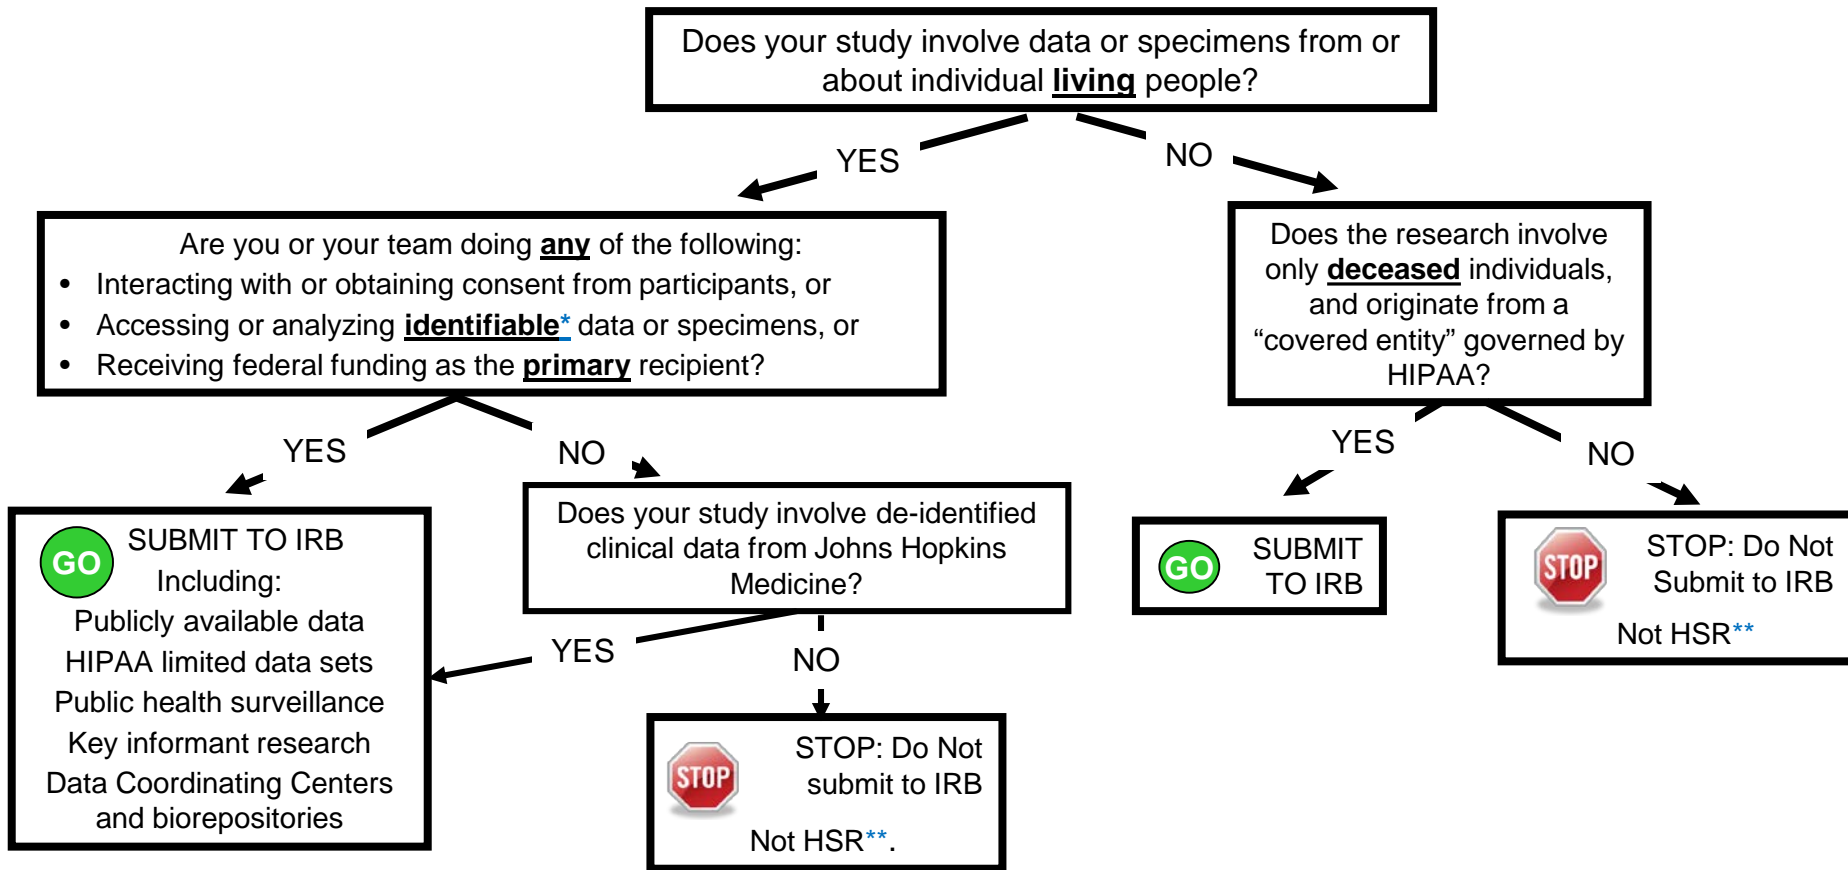 Does your study involve data or specimens from or
about individual living people?
YES
NO
Are you or your team doing any of the following:
• Interacting with or obtaining consent from participants, or
• Accessing or analyzing identifiable* data or specimens, or
• Receiving federal funding as the primary recipient?
Does the research involve
only deceased individuals,
and originate from a
“covered entity” governed by
HIPAA?
YES
NO
YES
NO
GO
SUBMIT TO IRB
Including:
Publicly available data
HIPAA limited data sets
Public health surveillance
Key informant research
Data Coordinating Centers
and biorepositories
Does your study involve de-identified
clinical data from Johns Hopkins
Medicine?
GO
SUBMIT
TO IRB
STOP
STOP: Do Not
Submit to IRB
Not HSR**
YES
NO
STOP
STOP: Do Not
submit to IRB
Not HSR**.